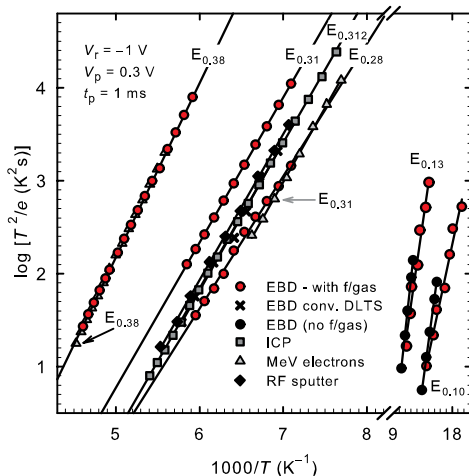 V_r = −1 V
V_p = 0.3 V
t_p = 1 ms
E_0.38
E_0.31
E_0.312
E_0.28
E_0.13
E_0.31
E_0.38
E_0.10
EBD - with f/gas
EBD conv. DLTS
EBD (no f/gas)
ICP
MeV electrons
RF sputter
log [T²/e (K²s)]
4
3
2
1
5 6 7 8 9 18
1000/T (K⁻¹)